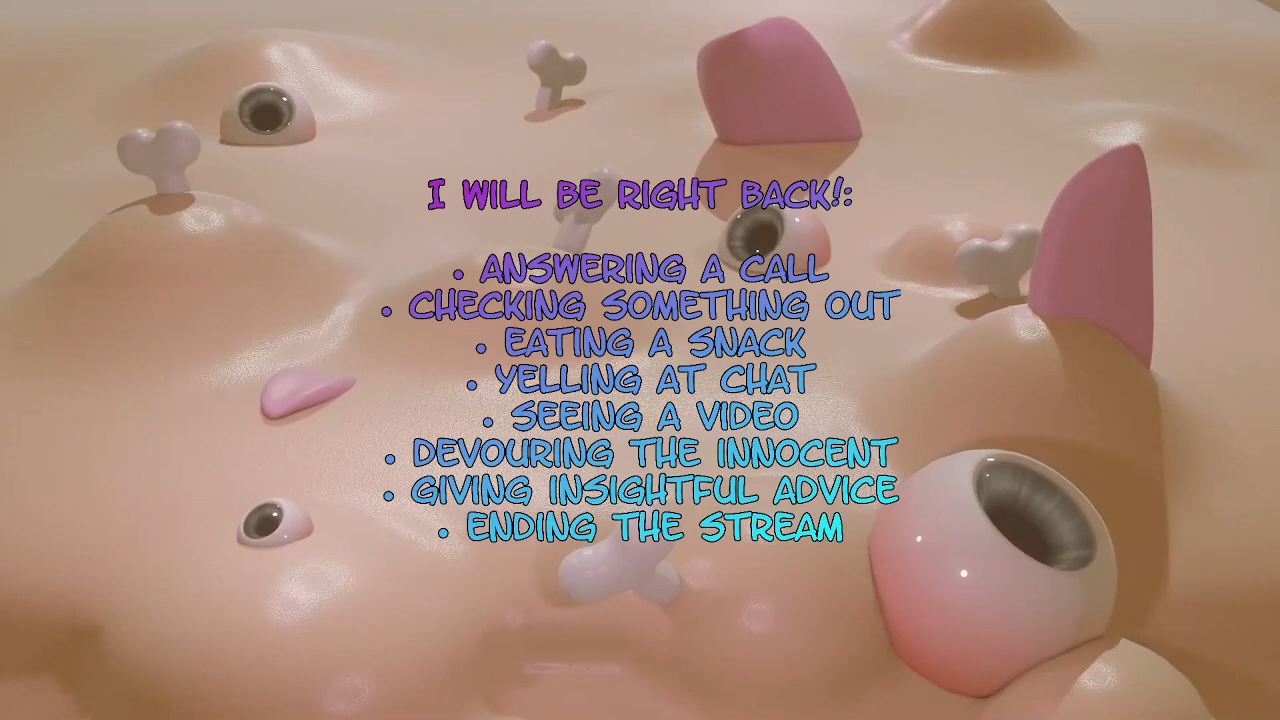 I WILL BE RIGHT BACK!:
• ANSWERING A CALL
• CHECKING SOMETHING OUT
• EATING A SNACK
• YELLING AT CHAT
• SEEING A VIDEO
• DEVOURING THE INNOCENT
• GIVING INSIGHTFUL ADVICE
• ENDING THE STREAM